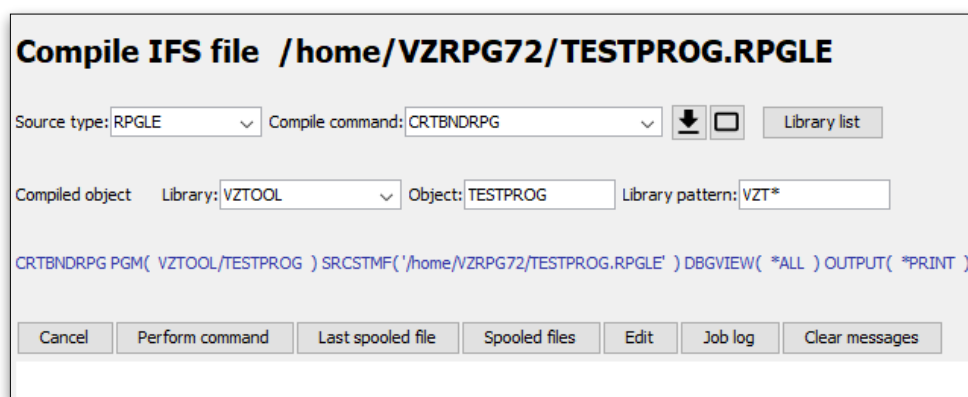 Compile IFS file /home/VZRPG72/TESTPROG.RPGLE
Source type: RPGLE Compile command: CRTBNDRPG Library list
Compiled object Library: VZTOOL Object: TESTPROG Library pattern: VZT*
CRTBNDRPG PGM( VZTOOL/TESTPROG ) SRCSTMF('/home/VZRPG72/TESTPROG.RPGLE' ) DBGVIEW( *ALL ) OUTPUT( *PRINT )
Cancel Perform command Last spooled file Spooled files Edit Job log Clear messages